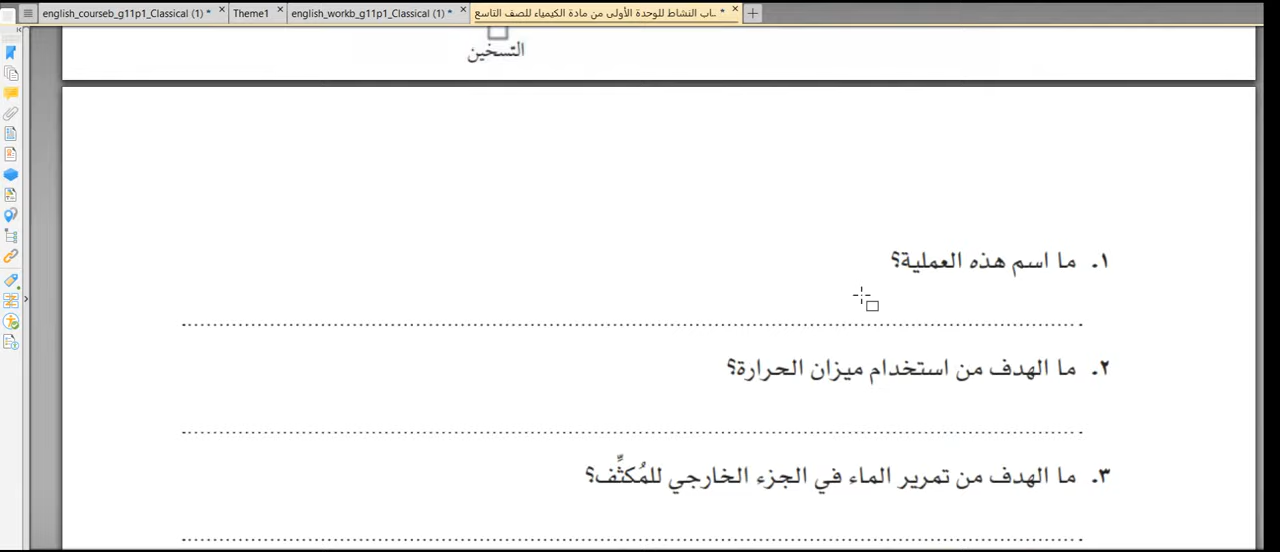 english_courseb_g11p1_Classical (1) *
Theme1
english_workb_g11p1_Classical (1) *
..اب النشاط للوحدة الأولى من مادة الكيمياء للصف التاسع *
التسخين
١. ما اسم هذه العملية؟
٢. ما الهدف من استخدام ميزان الحرارة؟
٣. ما الهدف من تمرير الماء في الجزء الخارجي للمُكثِّف؟